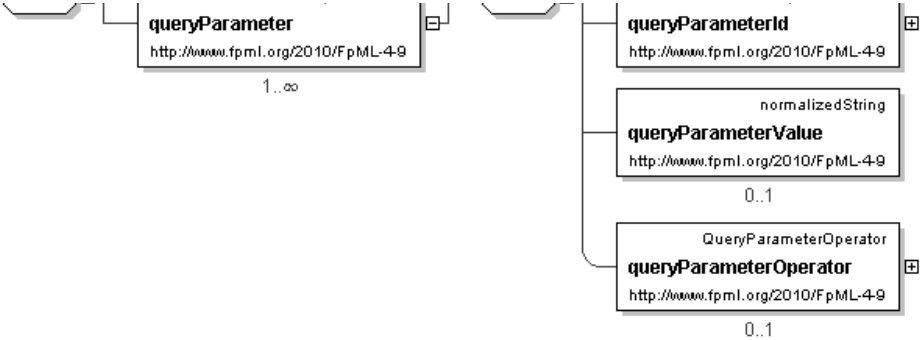 queryParameter
http://www.fpml.org/2010/FpML-4-9
1..∞
queryParameterId
http://www.fpml.org/2010/FpML-4-9
normalizedString
queryParameterValue
http://www.fpml.org/2010/FpML-4-9
0..1
QueryParameterOperator
queryParameterOperator
http://www.fpml.org/2010/FpML-4-9
0..1